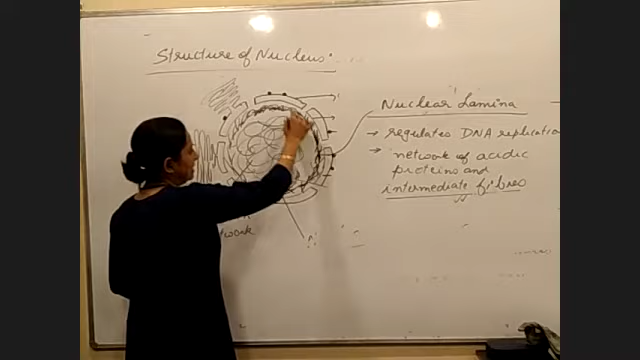 Structure of Nucleus.
Nuclear Lamina
→ regulates DNA replication
→ network of acidic
proteins and
intermediate fibres